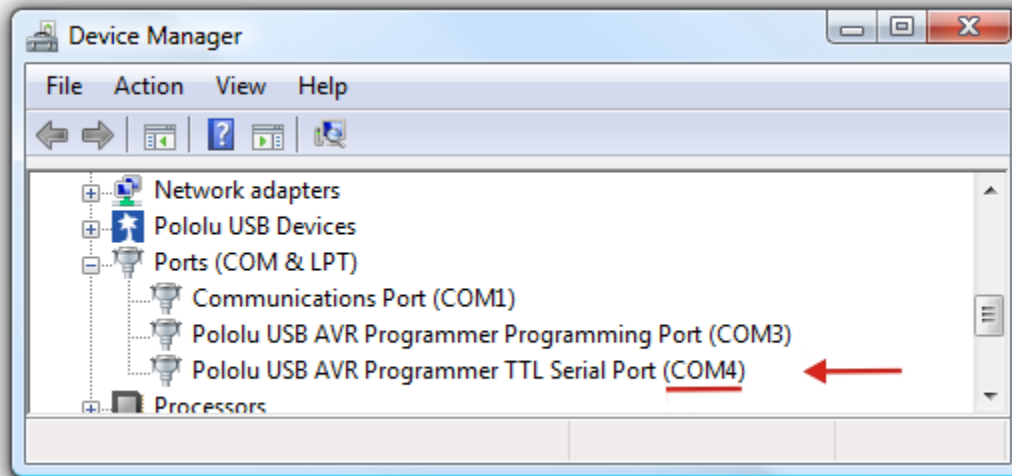 Device Manager
File Action View Help
Network adapters
Pololu USB Devices
Ports (COM & LPT)
Communications Port (COM1)
Pololu USB AVR Programmer Programming Port (COM3)
Pololu USB AVR Programmer TTL Serial Port (COM4)
Processors